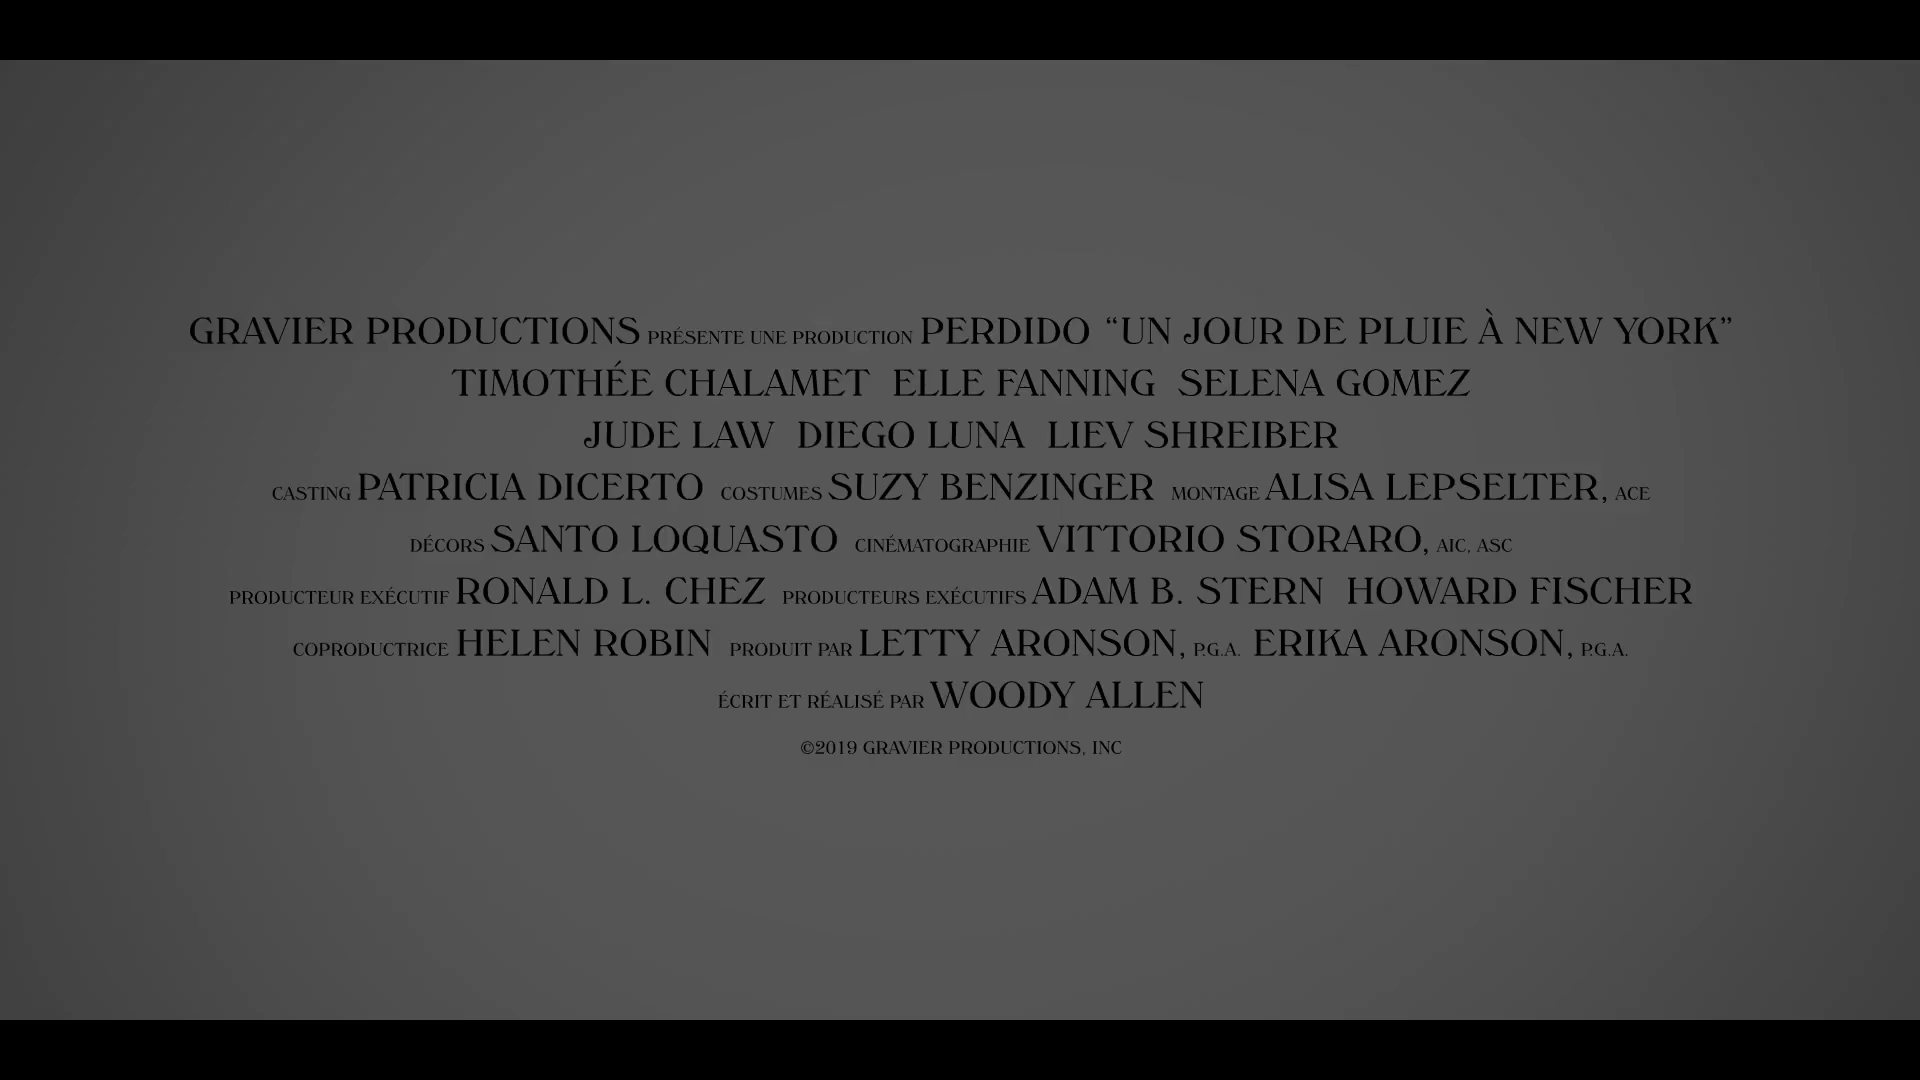 GRAVIER PRODUCTIONS PRÉSENTE UNE PRODUCTION PERDIDO “UN JOUR DE PLUIE À NEW YORK”
TIMOTHÉE CHALAMET ELLE FANNING SELENA GOMEZ
JUDE LAW DIEGO LUNA LIEV SHREIBER
CASTING PATRICIA DICERTO COSTUMES SUZY BENZINGER MONTAGE ALISA LEPSELTER, ACE
DÉCORS SANTO LOQUASTO CINÉMATOGRAPHIE VITTORIO STORARO, AIC, ASC
PRODUCTEUR EXÉCUTIF RONALD L. CHEZ PRODUCTEURS EXÉCUTIFS ADAM B. STERN HOWARD FISCHER
COPRODUCTRICE HELEN ROBIN PRODUIT PAR LETTY ARONSON, P.G.A. ERIKA ARONSON, P.G.A.
ÉCRIT ET RÉALISÉ PAR WOODY ALLEN
©2019 GRAVIER PRODUCTIONS, INC